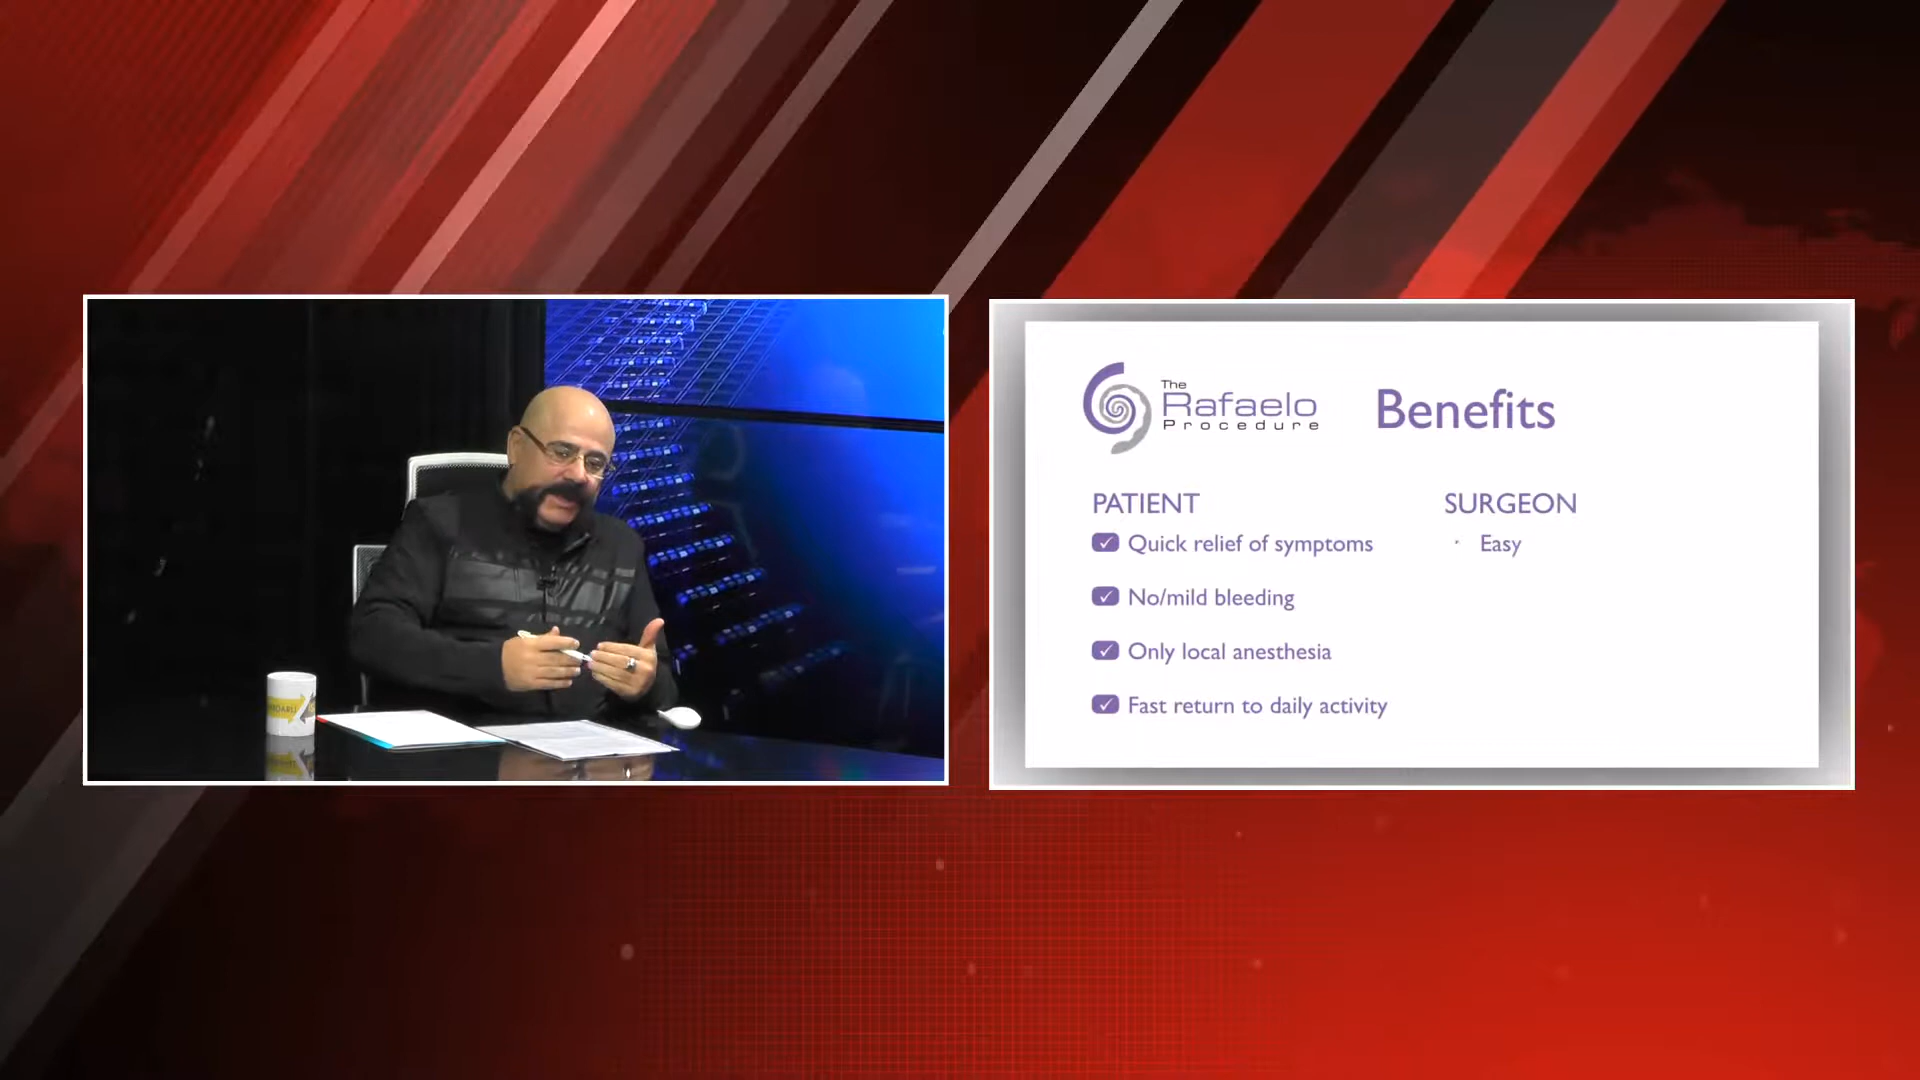 The
Rafaelo
Procedure
Benefits
PATIENT
Quick relief of symptoms
No/mild bleeding
Only local anesthesia
Fast return to daily activity
SURGEON
Easy